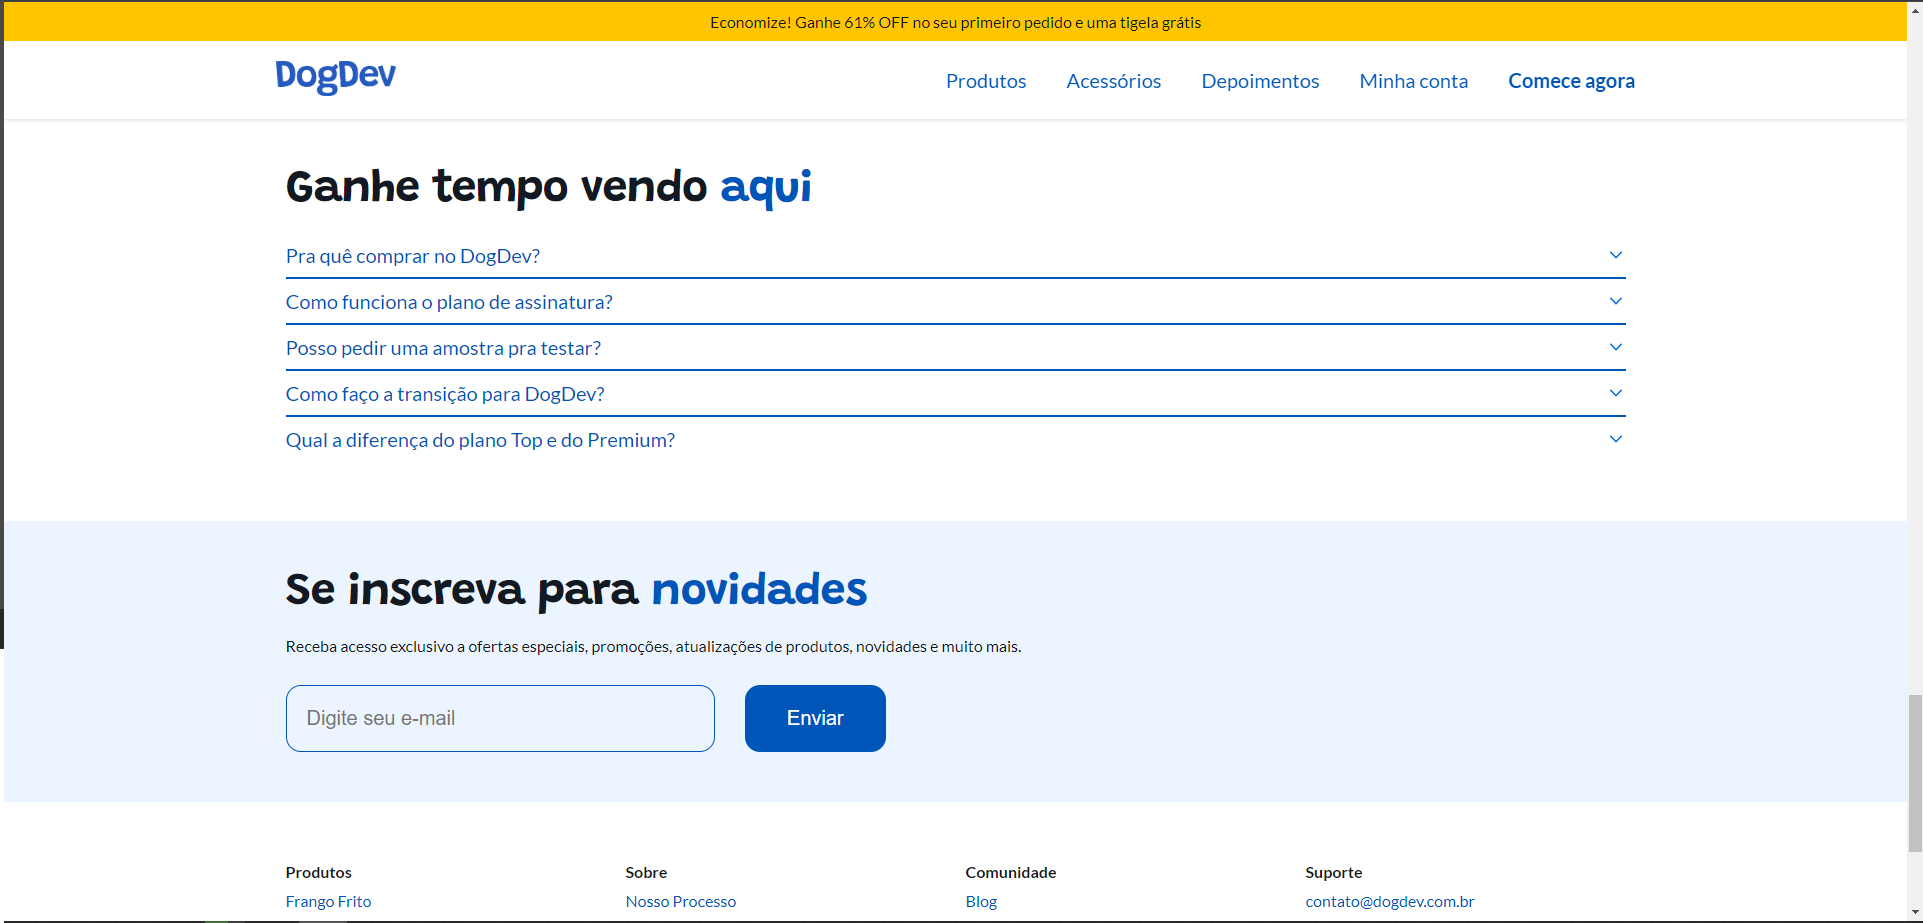 Economize! Ganhe 61% OFF no seu primeiro pedido e uma tigela grátis
DogDev
Produtos
Acessórios
Depoimentos
Minha conta
Comece agora
Ganhe tempo vendo aqui
Pra quê comprar no DogDev?
Como funciona o plano de assinatura?
Posso pedir uma amostra pra testar?
Como faço a transição para DogDev?
Qual a diferença do plano Top e do Premium?
Se inscreva para novidades
Receba acesso exclusivo a ofertas especiais, promoções, atualizações de produtos, novidades e muito mais.
Digite seu e-mail
Enviar
Produtos
Frango Frito
Sobre
Nosso Processo
Comunidade
Blog
Suporte
contato@dogdev.com.br